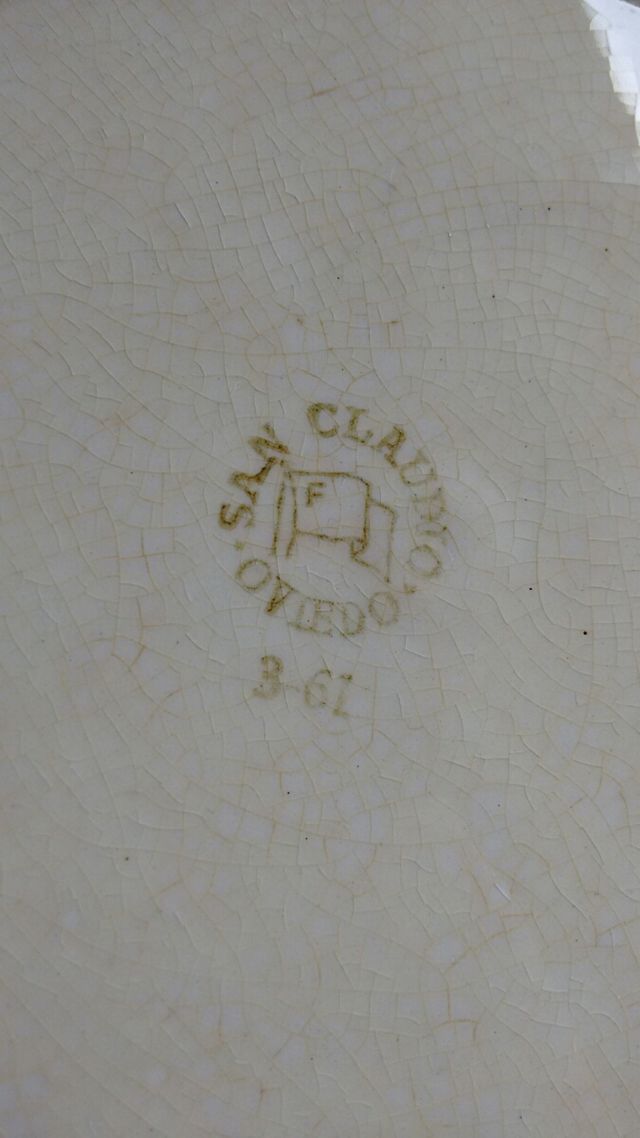 SAN CLAUDIO
F
OVIEDO
3-61